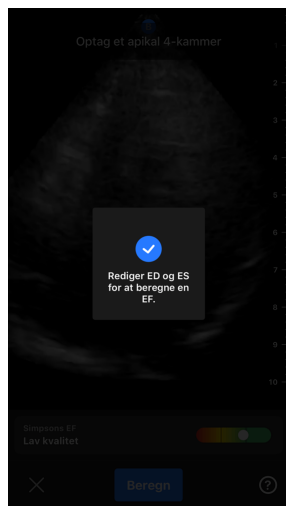 Optag et apikal 4-kammer
2
3
4
5
6
7
8
9
10
Rediger ED og ES
for at beregne en
EF.
Simpsons EF
Lav kvalitet
Beregn
?